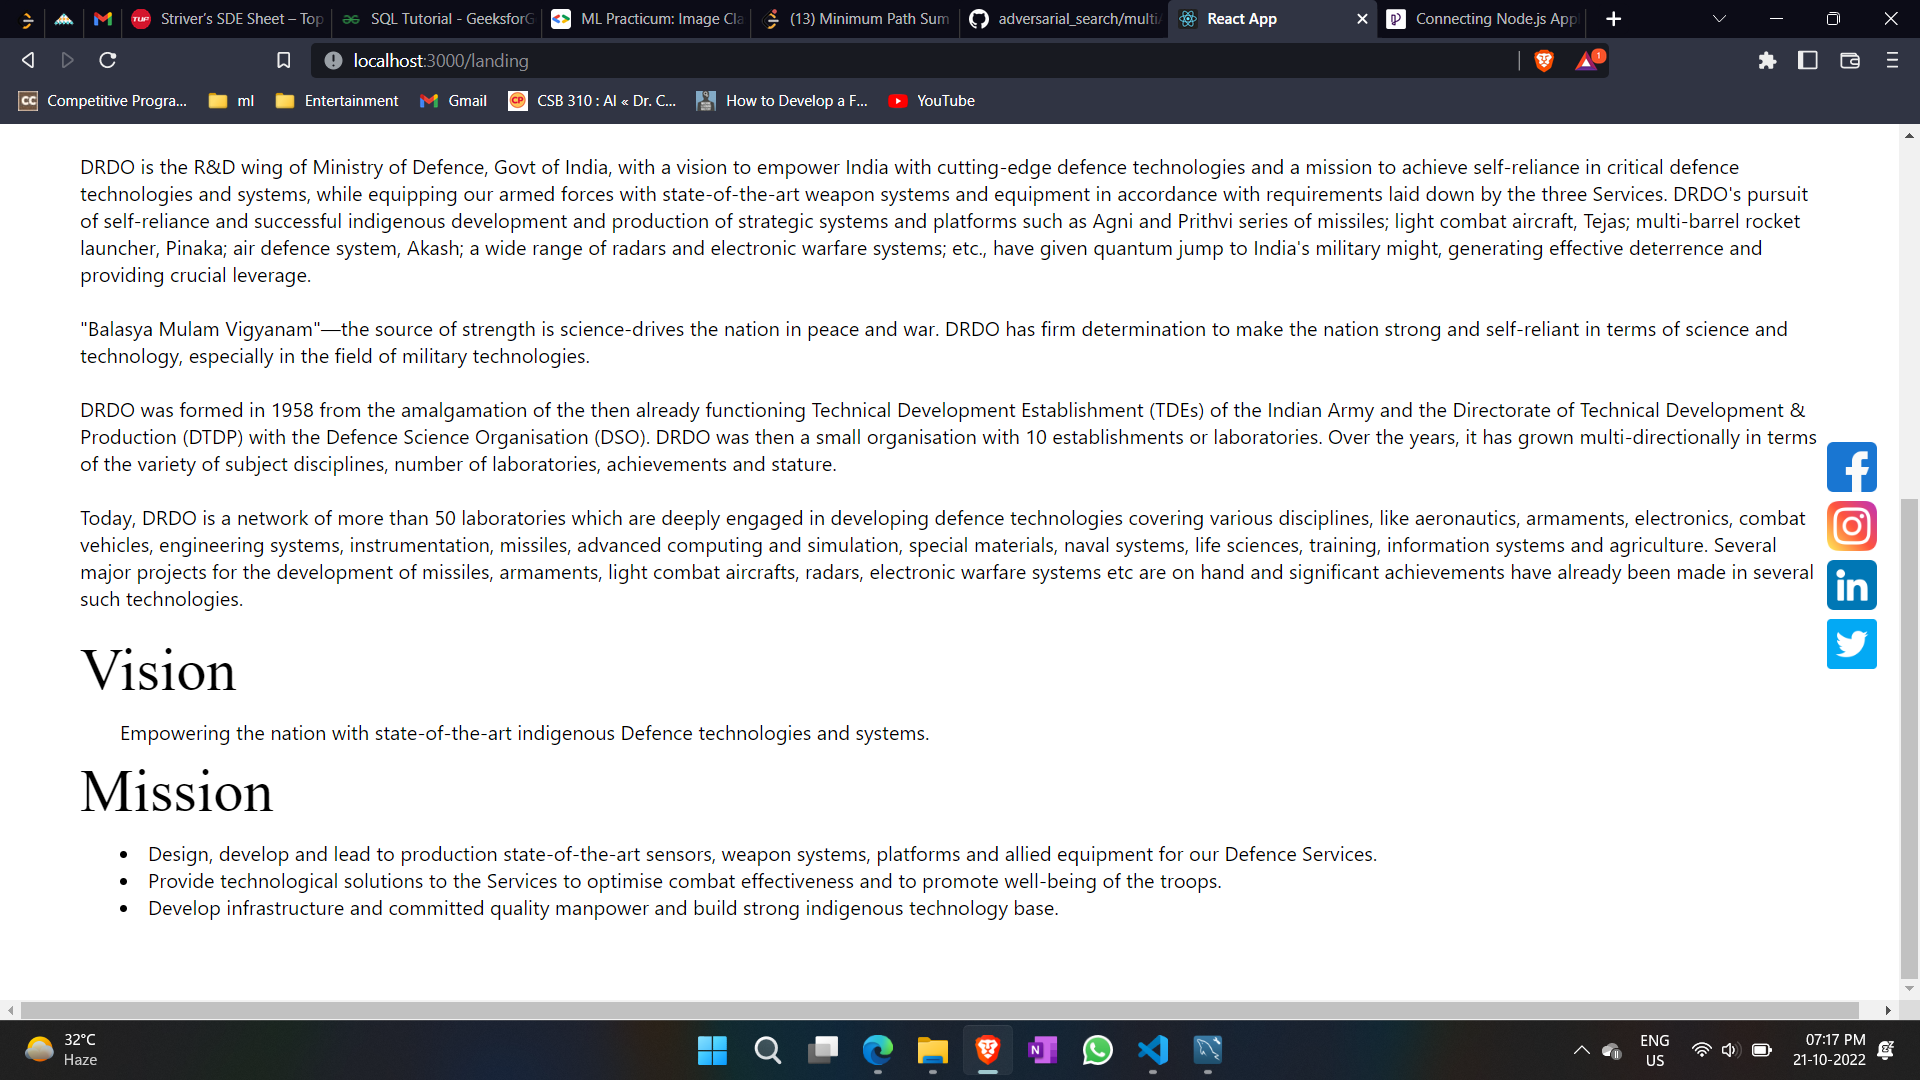 Striver's SDE Sheet – Top
SQL Tutorial - GeeksforG
ML Practicum: Image Cla
(13) Minimum Path Sum
adversarial_search/multi
React App
Connecting Node.js App
localhost:3000/landing
1
Competitive Progra...
ml
Entertainment
Gmail
CSB 310 : AI « Dr. C...
How to Develop a F...
YouTube
DRDO is the R&D wing of Ministry of Defence, Govt of India, with a vision to empower India with cutting-edge defence technologies and a mission to achieve self-reliance in critical defence
technologies and systems, while equipping our armed forces with state-of-the-art weapon systems and equipment in accordance with requirements laid down by the three Services. DRDO's pursuit
of self-reliance and successful indigenous development and production of strategic systems and platforms such as Agni and Prithvi series of missiles; light combat aircraft, Tejas; multi-barrel rocket
launcher, Pinaka; air defence system, Akash; a wide range of radars and electronic warfare systems; etc., have given quantum jump to India's military might, generating effective deterrence and
providing crucial leverage.
"Balasya Mulam Vigyanam"—the source of strength is science-drives the nation in peace and war. DRDO has firm determination to make the nation strong and self-reliant in terms of science and
technology, especially in the field of military technologies.
DRDO was formed in 1958 from the amalgamation of the then already functioning Technical Development Establishment (TDEs) of the Indian Army and the Directorate of Technical Development &
Production (DTDP) with the Defence Science Organisation (DSO). DRDO was then a small organisation with 10 establishments or laboratories. Over the years, it has grown multi-directionally in terms
of the variety of subject disciplines, number of laboratories, achievements and stature.
Today, DRDO is a network of more than 50 laboratories which are deeply engaged in developing defence technologies covering various disciplines, like aeronautics, armaments, electronics, combat
vehicles, engineering systems, instrumentation, missiles, advanced computing and simulation, special materials, naval systems, life sciences, training, information systems and agriculture. Several
major projects for the development of missiles, armaments, light combat aircrafts, radars, electronic warfare systems etc are on hand and significant achievements have already been made in several
such technologies.
Vision
Empowering the nation with state-of-the-art indigenous Defence technologies and systems.
Mission
Design, develop and lead to production state-of-the-art sensors, weapon systems, platforms and allied equipment for our Defence Services.
Provide technological solutions to the Services to optimise combat effectiveness and to promote well-being of the troops.
Develop infrastructure and committed quality manpower and build strong indigenous technology base.
32°C
Haze
ENG
US
07:17 PM
21-10-2022